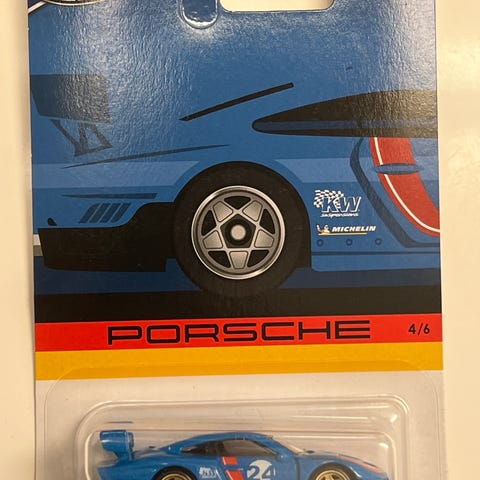 KW
suspensions
MICHELIN
PORSCHE
4/6
24